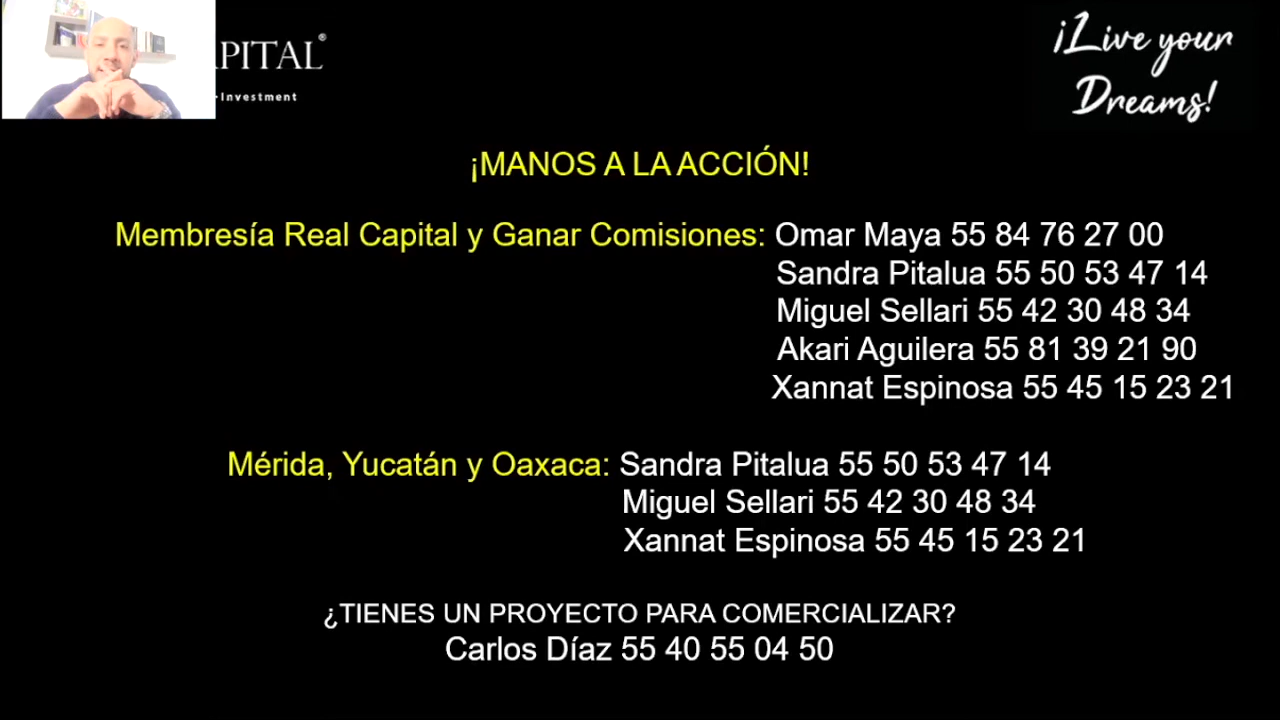 PITAL®
-Investment
¡Live your
Dreams!
¡MANOS A LA ACCIÓN!
Membresía Real Capital y Ganar Comisiones: Omar Maya 55 84 76 27 00
Sandra Pitalua 55 50 53 47 14
Miguel Sellari 55 42 30 48 34
Akari Aguilera 55 81 39 21 90
Xannat Espinosa 55 45 15 23 21
Mérida, Yucatán y Oaxaca: Sandra Pitalua 55 50 53 47 14
Miguel Sellari 55 42 30 48 34
Xannat Espinosa 55 45 15 23 21
¿TIENES UN PROYECTO PARA COMERCIALIZAR?
Carlos Díaz 55 40 55 04 50